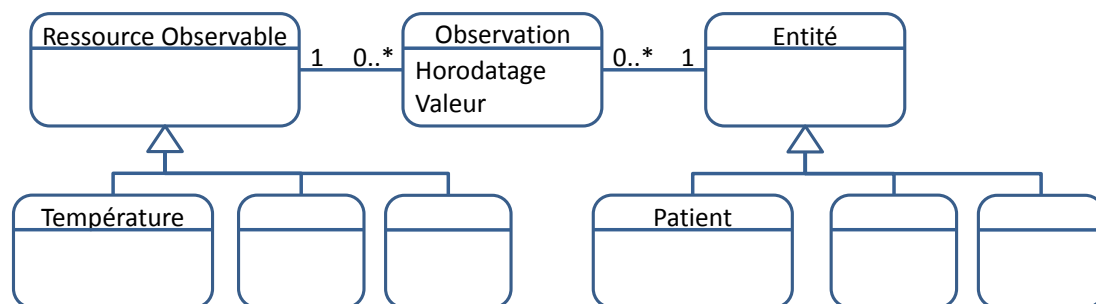 Ressource Observable
Observation
Entité
1
0..*
Horodatage
Valeur
0..*
1
Température
Patient